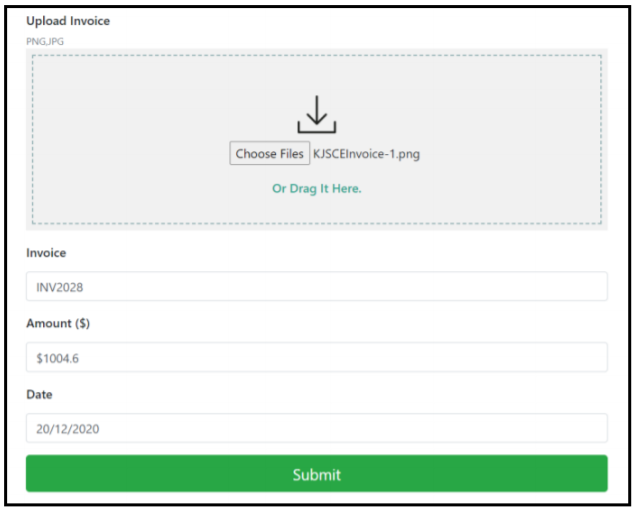 Upload Invoice
PNG,JPG
Choose Files KJSCEInvoice-1.png
Or Drag It Here.
Invoice
INV2028
Amount ($)
$1004.6
Date
20/12/2020
Submit